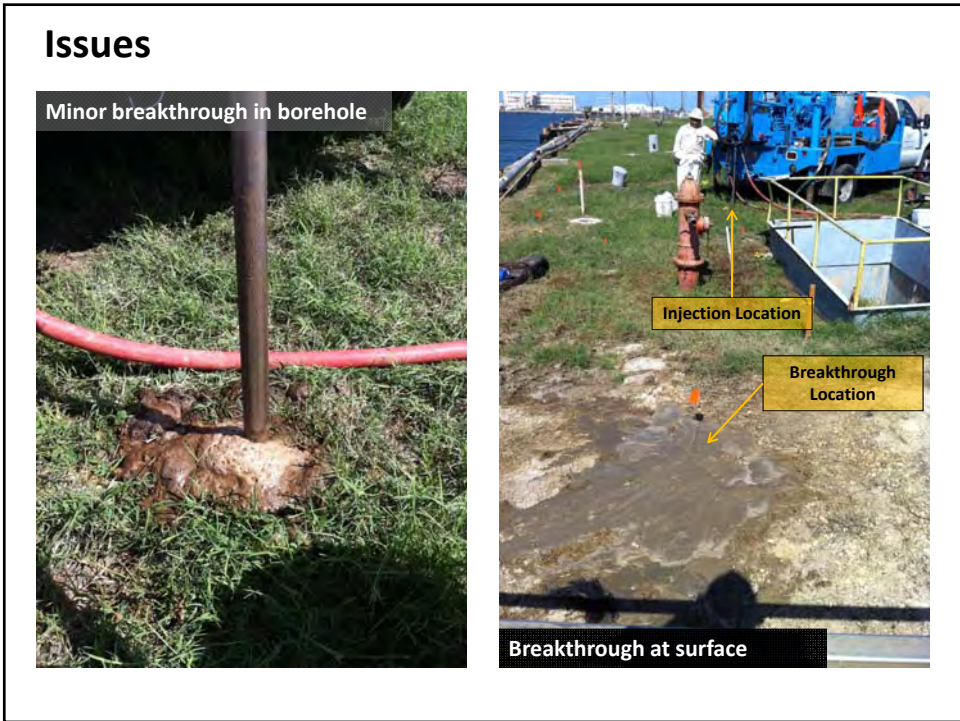 Issues
Minor breakthrough in borehole
Injection Location
Breakthrough
Location
Breakthrough at surface